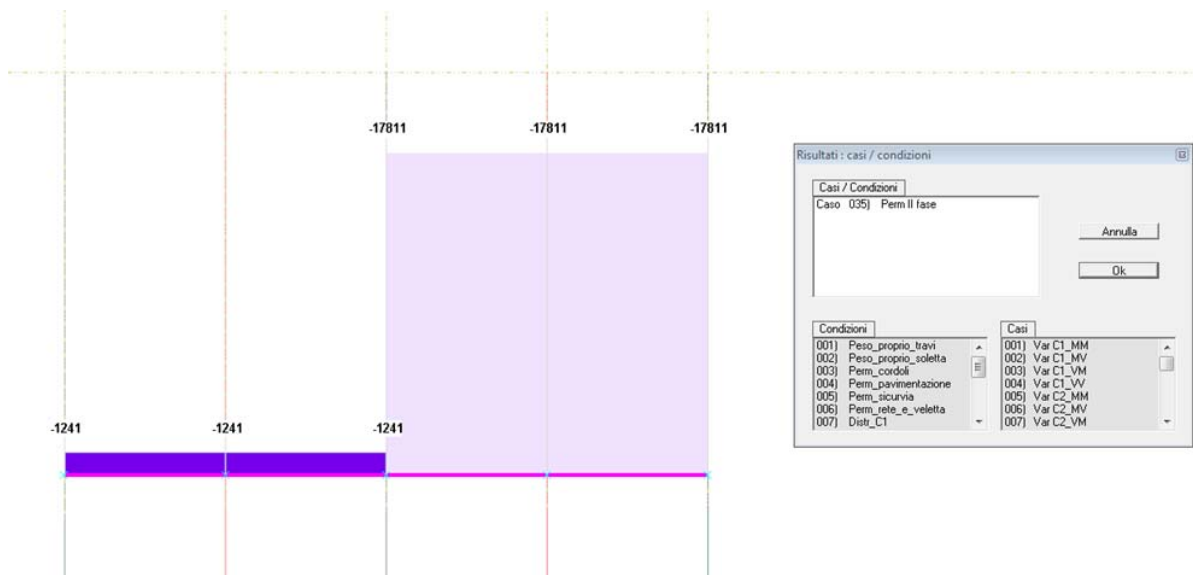 -17811
-17811
-17811
-1241
-1241
-1241
Risultati : casi / condizioni
Casi / Condizioni
Caso 035) Perm II fase
Annulla
Ok
Condizioni
001) Peso_proprio_travi
002) Peso_proprio_soletta
003) Perm_cordoli
004) Perm_pavimentazione
005) Perm_sicurvia
006) Perm_rete_e_veletta
007) Distr_C1
Casi
001) Var C1_MM
002) Var C1_MV
003) Var C1_VM
004) Var C1_VV
005) Var C2_MM
006) Var C2_MV
007) Var C2_VM